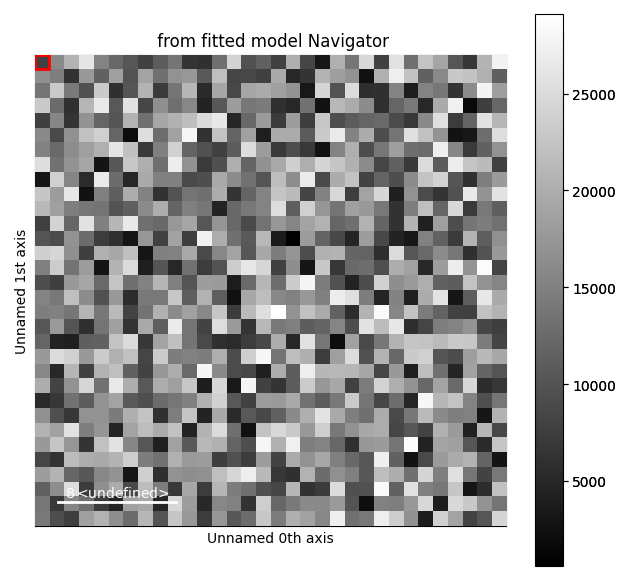 from fitted model Navigator
25000
20000
15000
10000
5000
Unnamed 1st axis
8 <undefined>
Unnamed 0th axis